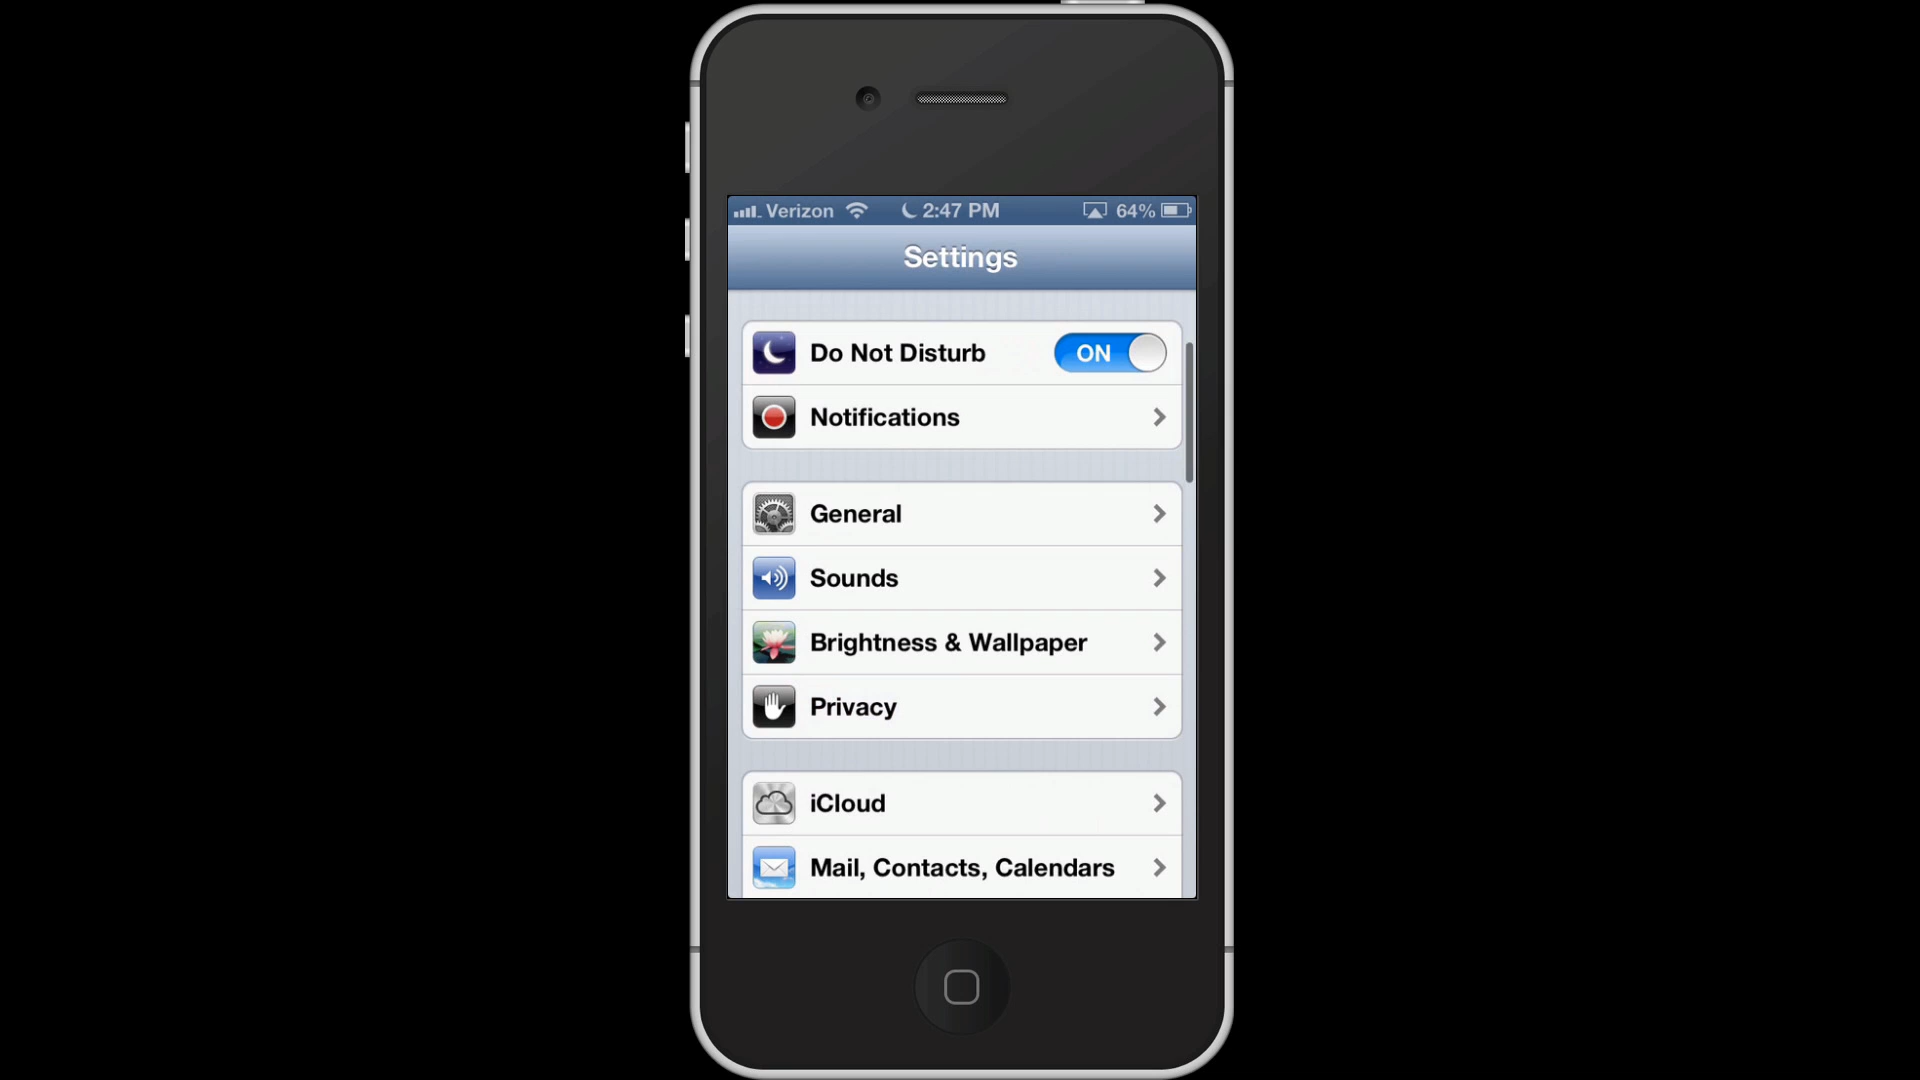 Verizon 2:47 PM 64%
Settings
Do Not Disturb ON
Notifications
General
Sounds
Brightness & Wallpaper
Privacy
iCloud
Mail, Contacts, Calendars